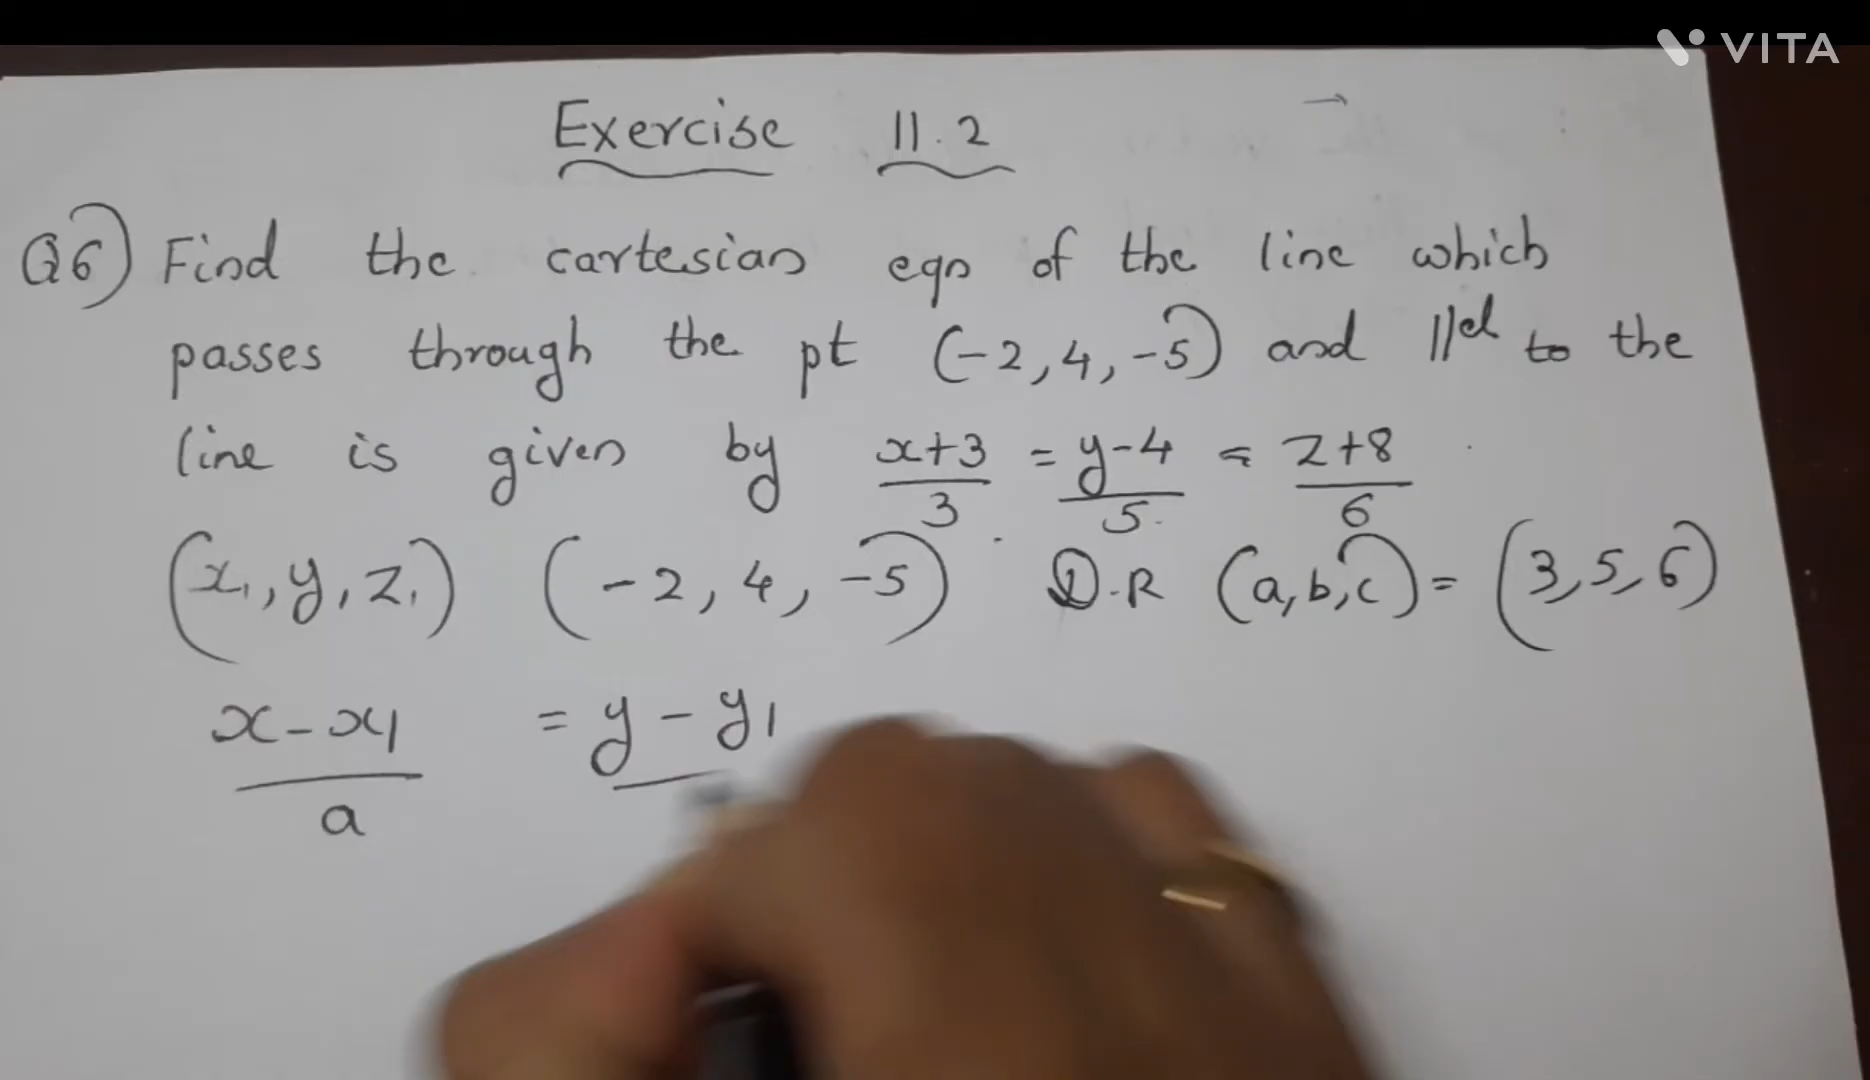 VITA
Exercise 11.2
Q6) Find the cartesian eqn of the line which
passes through the pt (-2, 4, -5) and ||el to the
line is given by x+3/3 = y-4/5 = z+8/6
(x1, y1, z1) (-2, 4, -5) D.R (a, b, c) = (3, 5, 6)
x - x1 / a = y - y1